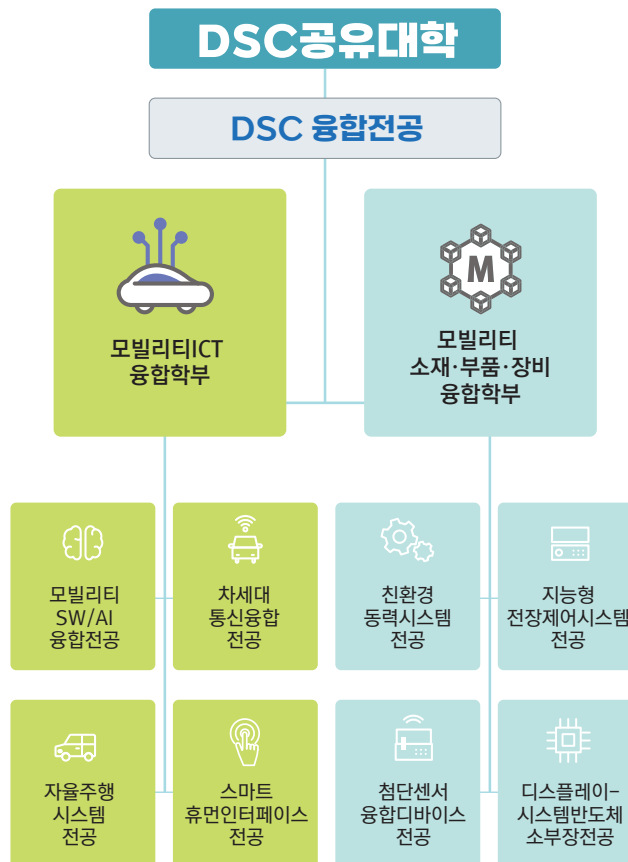 DSC공유대학
DSC 융합전공
모빌리티ICT
융합학부
M
모빌리티
소재·부품·장비
융합학부
모빌리티
SW/AI
융합전공
차세대
통신융합
전공
친환경
동력시스템
전공
지능형
전장제어시스템
전공
자율주행
시스템
전공
스마트
휴먼인터페이스
전공
첨단센서
융합디바이스
전공
디스플레이-
시스템반도체
소부장전공